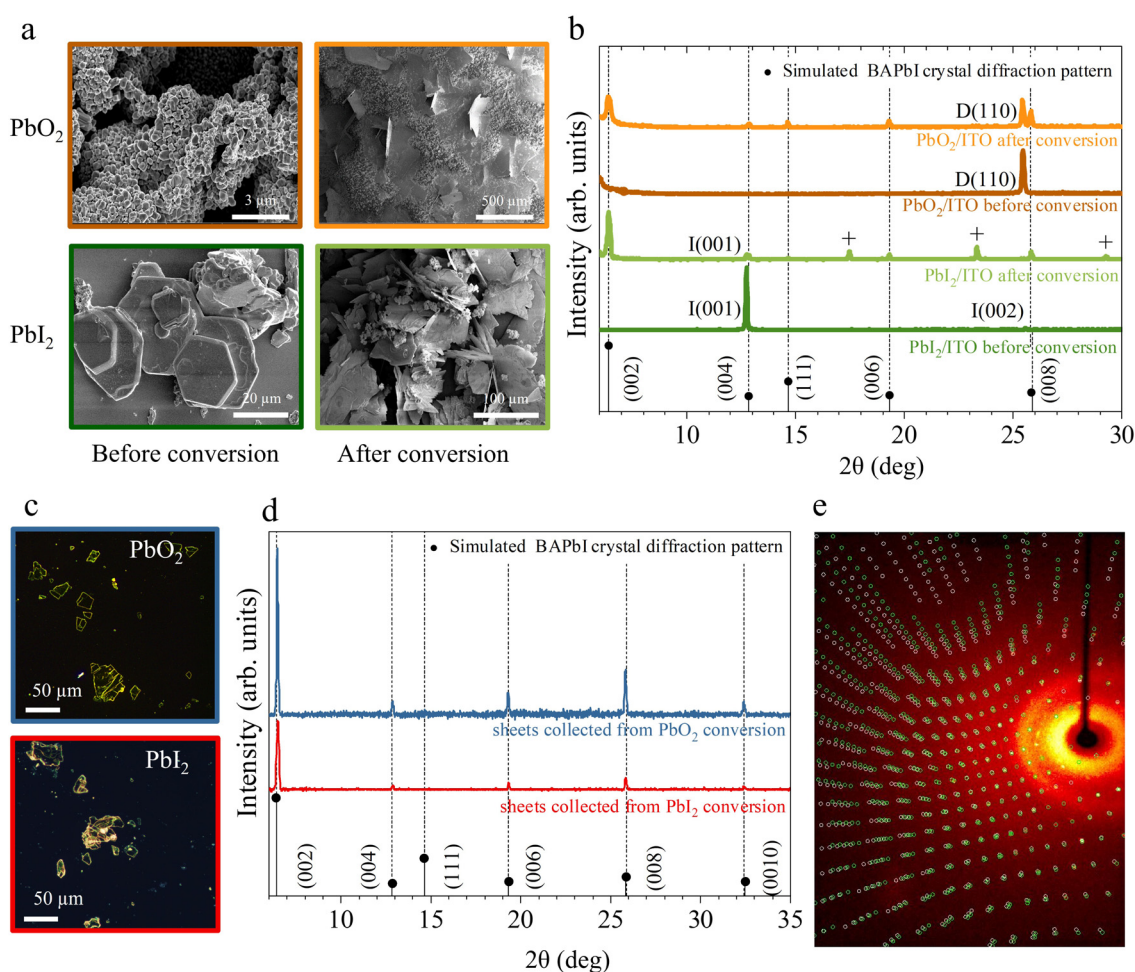 a
PbO₂
3 µm
500 µm
PbI₂
20 µm
100 µm
Before conversion
After conversion
b
Simulated BAPbI crystal diffraction pattern
D(110)
PbO₂/ITO after conversion
D(110)
PbO₂/ITO before conversion
I(001)
+
+
+
PbI₂/ITO after conversion
I(001)
I(002)
PbI₂/ITO before conversion
(002)
(004)
(111)
(006)
(008)
Intensity (arb. units)
10
15
20
25
30
2θ (deg)
c
PbO₂
50 µm
PbI₂
50 µm
d
Simulated BAPbI crystal diffraction pattern
sheets collected from PbO₂ conversion
sheets collected from PbI₂ conversion
(002)
(004)
(111)
(006)
(008)
(0010)
Intensity (arb. units)
10
15
20
25
30
35
2θ (deg)
e